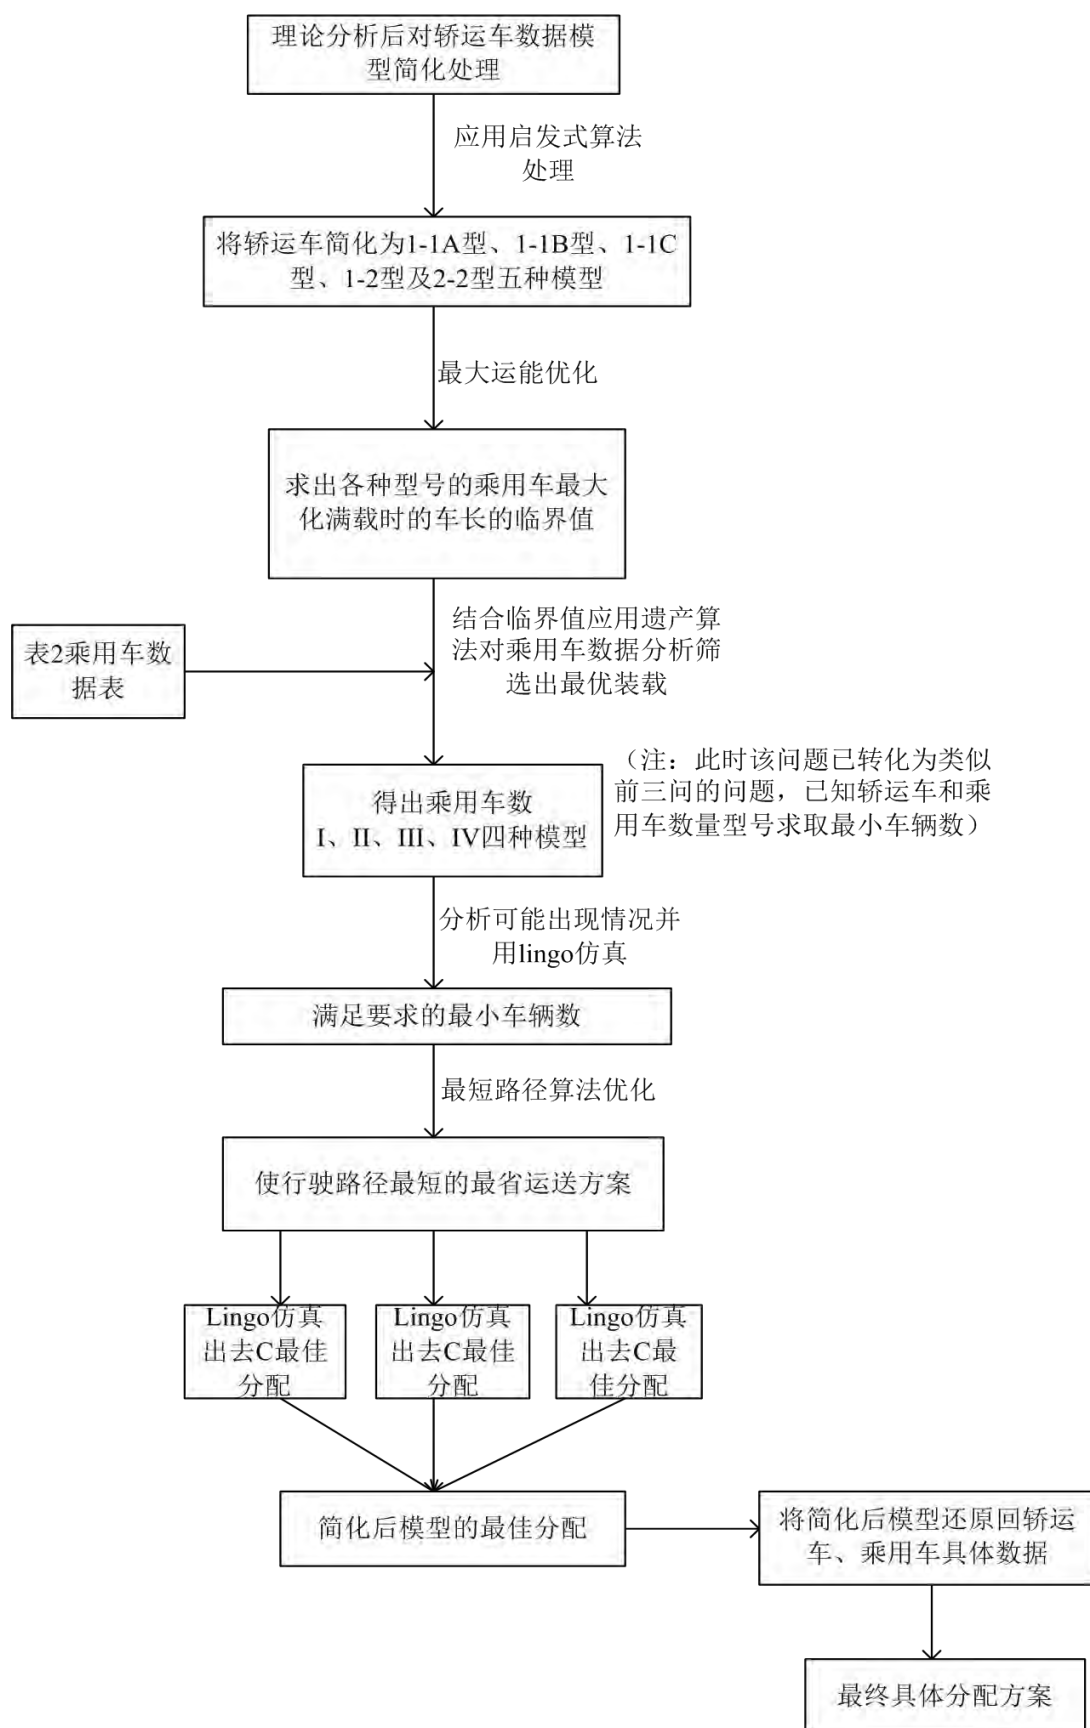 理论分析后对轿运车数据模
型简化处理
应用启发式算法
处理
将轿运车简化为1-1A型、1-1B型、1-1C
型、1-2型及2-2型五种模型
最大运能优化
求出各种型号的乘用车最大
化满载时的车长的临界值
结合临界值应用遗产算
法对乘用车数据分析筛
选出最优装载
表2乘用车数
据表
得出乘用车数
I、II、III、IV四种模型
（注：此时该问题已转化为类似
前三问的问题，已知轿运车和乘
用车数量型号求取最小车辆数）
分析可能出现情况并
用lingo仿真
满足要求的最小车辆数
最短路径算法优化
使行驶路径最短的最省运送方案
Lingo仿真
出去C最佳
分配
Lingo仿真
出去C最佳
分配
Lingo仿真
出去C最
佳分配
简化后模型的最佳分配
将简化后模型还原回轿运
车、乘用车具体数据
最终具体分配方案